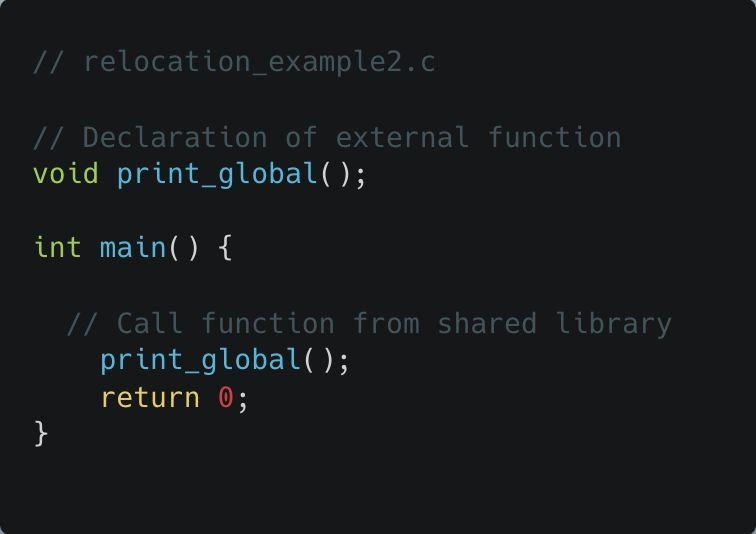 // relocation_example2.c
// Declaration of external function
void print_global();
int main() {
// Call function from shared library
print_global();
return 0;
}